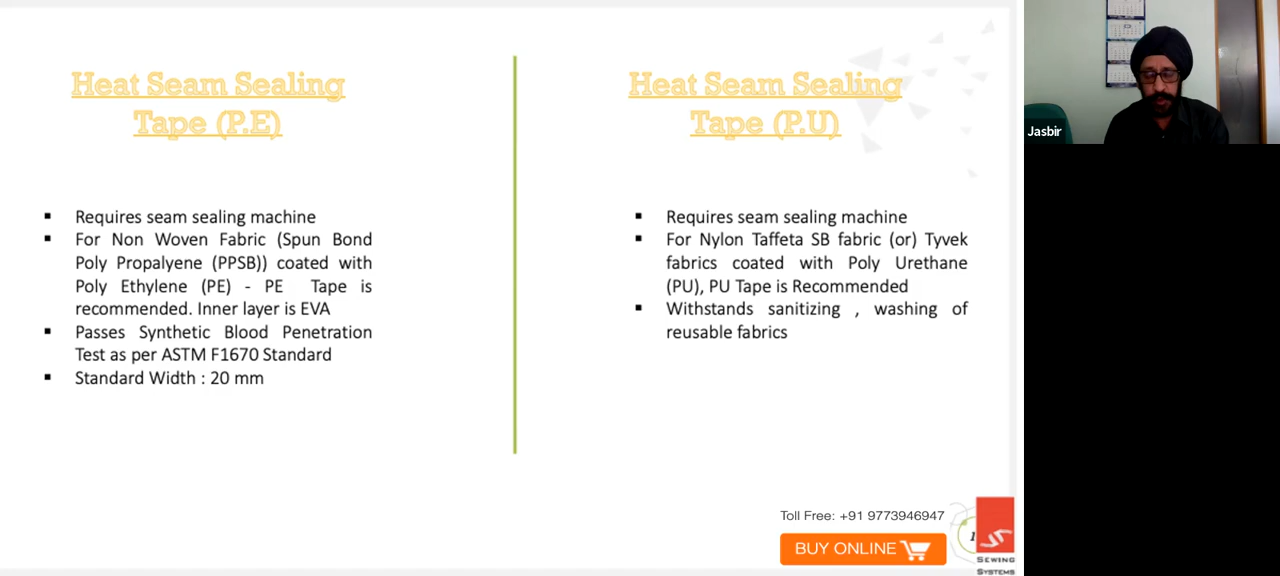 Heat Seam Sealing
Tape (P.E)
▪ Requires seam sealing machine
▪ For Non Woven Fabric (Spun Bond
Poly Propalyene (PPSB)) coated with
Poly Ethylene (PE) - PE Tape is
recommended. Inner layer is EVA
▪ Passes Synthetic Blood Penetration
Test as per ASTM F1670 Standard
▪ Standard Width : 20 mm
Heat Seam Sealing
Tape (P.U)
▪ Requires seam sealing machine
▪ For Nylon Taffeta SB fabric (or) Tyvek
fabrics coated with Poly Urethane
(PU), PU Tape is Recommended
▪ Withstands sanitizing , washing of
reusable fabrics
Toll Free: +91 9773946947
BUY ONLINE
1
SEWING
SYSTEMS
Jasbir